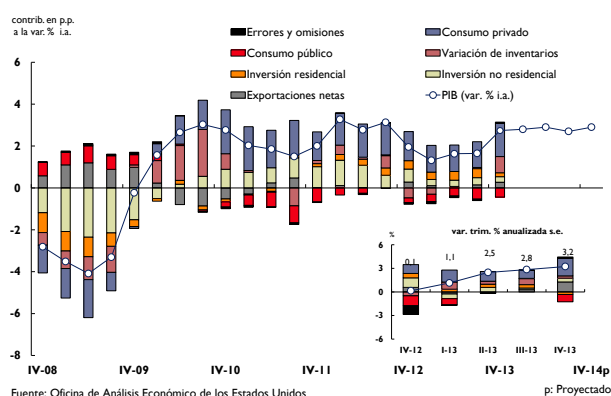 contrib. en p.p.
a la var. % i.a.
Errores y omisiones
Consumo privado
Consumo público
Variación de inventarios
Inversión residencial
Inversión no residencial
Exportaciones netas
PIB (var. % i.a.)
6
4
2
0
-2
-4
-6
-8
IV-08
IV-09
IV-10
IV-11
IV-12
IV-13
IV-14p
var. trim. % anualizada s.e.
6
3
0
-3
-6
0,1
1,1
2,5
2,8
3,2
IV-12
I-13
II-13
III-13
IV-13
Fuente: Oficina de Análisis Económico de los Estados Unidos
p: Proyectado